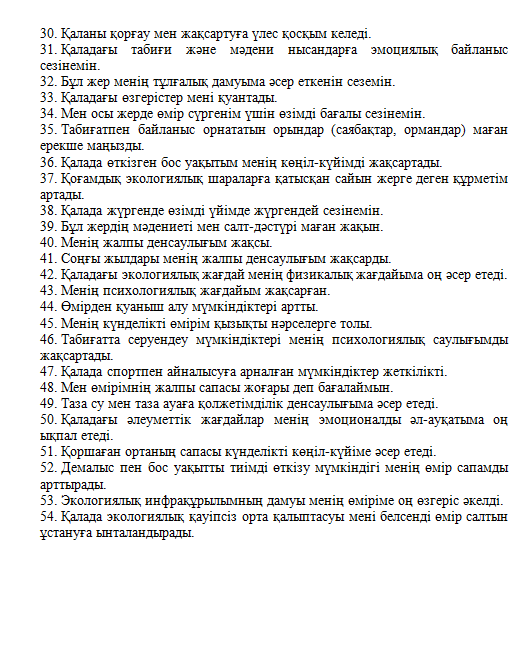 30. Қаланы қорғау мен жақсартуға үлес қосқым келеді.
31. Қаладағы табиғи және мәдени нысандарға эмоциялық байланыс
сезінемін.
32. Бұл жер менің тұлғалық дамуыма әсер еткенін сеземін.
33. Қаладағы өзгерістер мені қуантады.
34. Мен осы жерде өмір сүргенім үшін өзімді бағалы сезінемін.
35. Табиғатпен байланыс орнататын орындар (саябақтар, ормандар) маған
ерекше маңызды.
36. Қалада өткізген бос уақытым менің көңіл-күйімді жақсартады.
37. Қоғамдық экологиялық шараларға қатысқан сайын жерге деген құрметім
артады.
38. Қалада жүргенде өзімді үйімде жүргендей сезінемін.
39. Бұл жердің мәдениеті мен салт-дәстүрі маған жақын.
40. Менің жалпы денсаулығым жақсы.
41. Соңғы жылдары менің жалпы денсаулығым жақсарды.
42. Қаладағы экологиялық жағдай менің физикалық жағдайыма оң әсер етеді.
43. Менің психологиялық жағдайым жақсарған.
44. Өмірден қуаныш алу мүмкіндіктері артты.
45. Менің күнделікті өмірім қызықты нәрселерге толы.
46. Табиғатта серуендеу мүмкіндіктері менің психологиялық саулығымды
жақсартады.
47. Қалада спортпен айналысуға арналған мүмкіндіктер жеткілікті.
48. Мен өмірімнің жалпы сапасы жоғары деп бағалаймын.
49. Таза су мен таза ауаға қолжетімділік денсаулығыма әсер етеді.
50. Қаладағы әлеуметтік жағдайлар менің эмоционалды әл-ауқатыма оң
ықпал етеді.
51. Қоршаған ортаның сапасы күнделікті көңіл-күйіме әсер етеді.
52. Демалыс пен бос уақытты тиімді өткізу мүмкіндігі менің өмір сапамды
арттырады.
53. Экологиялық инфрақұрылымның дамуы менің өміріме оң өзгеріс әкелді.
54. Қалада экологиялық қауіпсіз орта қалыптасуы мені белсенді өмір салтын
ұстануға ынталандырады.